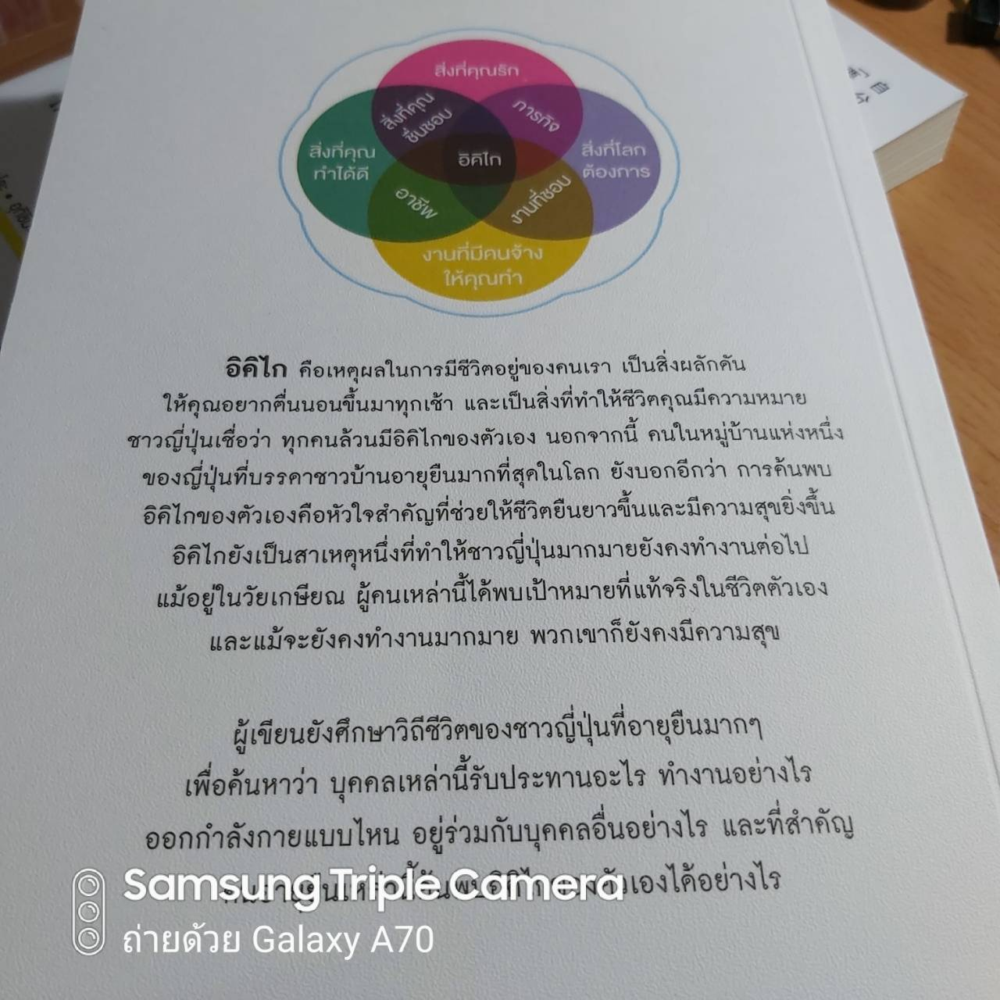 สิ่งที่คุณรัก
สิ่งที่คุณ
ชื่นชอบ
ภารกิจ
สิ่งที่คุณ
ทำได้ดี
อิคิไก
สิ่งที่โลก
ต้องการ
อาชีพ
งานที่ชอบ
งานที่มีคนจ้าง
ให้คุณทำ
อิคิไก คือเหตุผลในการมีชีวิตอยู่ของคนเรา เป็นสิ่งผลักดัน
ให้คุณอยากตื่นนอนขึ้นมาทุกเช้า และเป็นสิ่งที่ทำให้ชีวิตคุณมีความหมาย
ชาวญี่ปุ่นเชื่อว่า ทุกคนล้วนมีอิคิไกของตัวเอง นอกจากนี้ คนในหมู่บ้านแห่งหนึ่ง
ของญี่ปุ่นที่บรรดาชาวบ้านอายุยืนมากที่สุดในโลก ยังบอกอีกว่า การค้นพบ
อิคิไกของตัวเองคือหัวใจสำคัญที่ช่วยให้ชีวิตยืนยาวขึ้นและมีความสุขยิ่งขึ้น
อิคิไกยังเป็นสาเหตุหนึ่งที่ทำให้ชาวญี่ปุ่นมากมายยังคงทำงานต่อไป
แม้อยู่ในวัยเกษียณ ผู้คนเหล่านี้ได้พบเป้าหมายที่แท้จริงในชีวิตตัวเอง
และแม้จะยังคงทำงานมากมาย พวกเขาก็ยังคงมีความสุข
ผู้เขียนยังศึกษาวิถีชีวิตของชาวญี่ปุ่นที่อายุยืนมากๆ
เพื่อค้นหาว่า บุคคลเหล่านี้รับประทานอะไร ทำงานอย่างไร
ออกกำลังกายแบบไหน อยู่ร่วมกับบุคคลอื่นอย่างไร และที่สำคัญ
คนอายุยืนเหล่านี้ค้นพบอิคิไกของตัวเองได้อย่างไร
Samsung Triple Camera
ถ่ายด้วย Galaxy A70